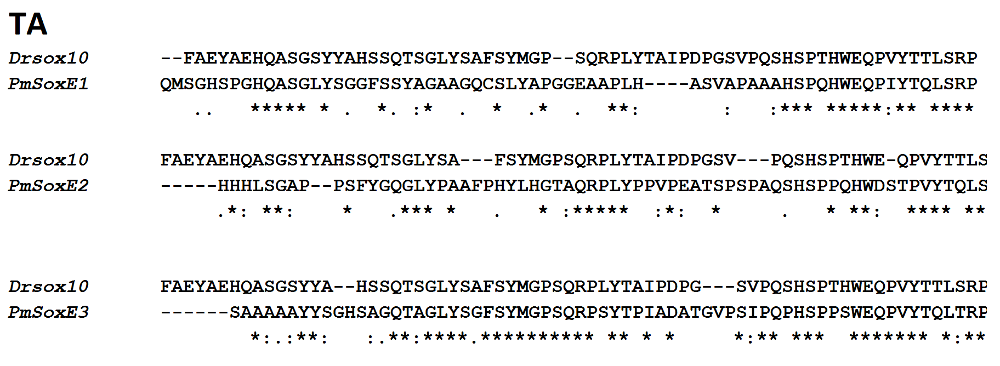 TA
Drsox10 --FAEYAEHQASGSYYAHSSQTSGLYSAFSYMGP--SQRPLYTAIPDPGSVPQSHSPTHWEQPVYTTLSRP
PmSoxE1 QMSGHSPGHQASGLYSGGFSSYAGAAGQCSLYAPGGEAAPLH----ASVAPAAAHSPQHWEQPIYTQLSRP
.. ***** * . *. :* . * .* . **: : :*** *****:** ****
Drsox10 FAEYAEHQASGSYYAHSSQTSGLYSA---FSYMGPSQRPLYTAIPDPGSV---PQSHSPTHWE-QPVYTTLS
PmSoxE2 -----HHHLSGAP--PSFYGQGLYPAAFPHYLHGTAQRPLYPPVPEATSPSPAQSHSPPQHWDSTPVYTQLS
.*: **: * .*** * . * :***** :*: * . * **: **** **
Drsox10 FAEYAEHQASGSYYA--HSSQTSGLYSAFSYMGPSQRPLYTAIPDPG---SVPQSHSPTHWEQPVYTTLSRP
PmSoxE3 ------SAAAAAYYSGHSAGQTAGLYSGFSYMGPSQRPSYTPIADATGVPSIPQPHSPPSWEQPVYTQLTRP
*:.:**: :.**:****.********** ** * * *:** *** ******* *:**